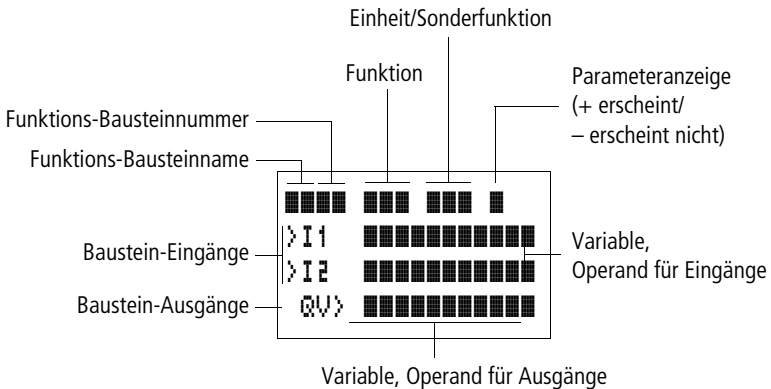 Einheit/Sonderfunktion
Funktion
Parameteranzeige
(+ erscheint/
– erscheint nicht)
Funktions-Bausteinnummer
Funktions-Bausteinname
>I1
>I2
QV>
Baustein-Eingänge
Baustein-Ausgänge
Variable,
Operand für Eingänge
Variable, Operand für Ausgänge